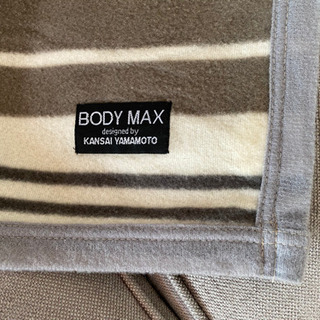 BODY MAX
designed by
KANSAI YAMAMOTO